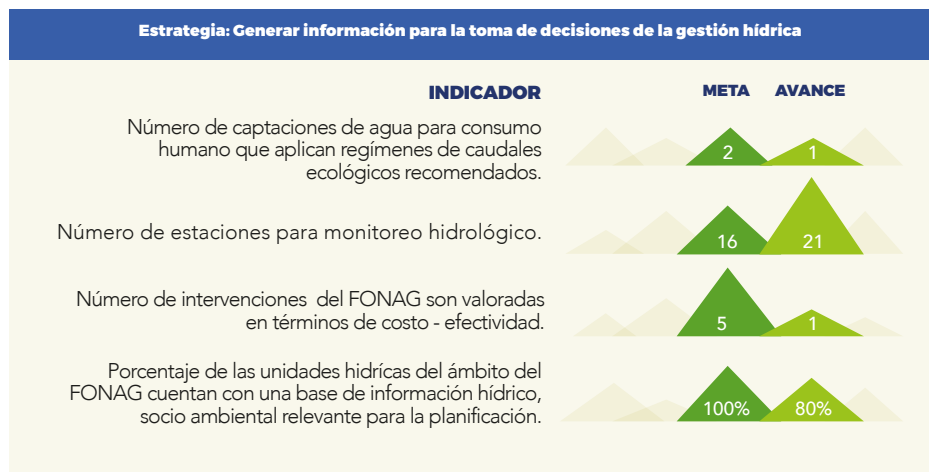 Estrategia: Generar información para la toma de decisiones de la gestión hídrica
INDICADOR META AVANCE
Número de captaciones de agua para consumo
humano que aplican regímenes de caudales
ecológicos recomendados.
2 1
Número de estaciones para monitoreo hidrológico.
16 21
Número de intervenciones del FONAG son valoradas
en términos de costo - efectividad.
5 1
Porcentaje de las unidades hidrícas del ámbito del
FONAG cuentan con una base de información hídrico,
socio ambiental relevante para la planificación.
100% 80%